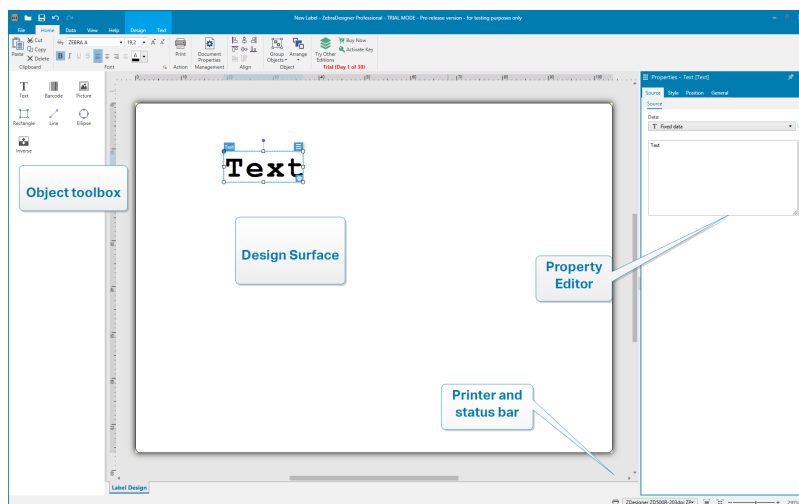 New Label - ZebraDesigner Professional - TRIAL MODE - Pre-release version - for testing purposes only
File Home Data View Help Design Text
Paste
Cut
Copy
Delete
ZEBRA A 19,2
B I U S
Print
Document Properties
Group Objects
Arrange
Try Other Editions
Buy Now
Activate Key
Clipboard Font Action Management Align Object Trial (Day 1 of 30)
Text Barcode Picture
Rectangle Line Ellipse
Inverse
Object toolbox
Text
Text
Design Surface
Property
Editor
Printer and
status bar
Label Design
Properties - Text [Text]
Source Style Position General
Source
Data:
T Fixed data
Text